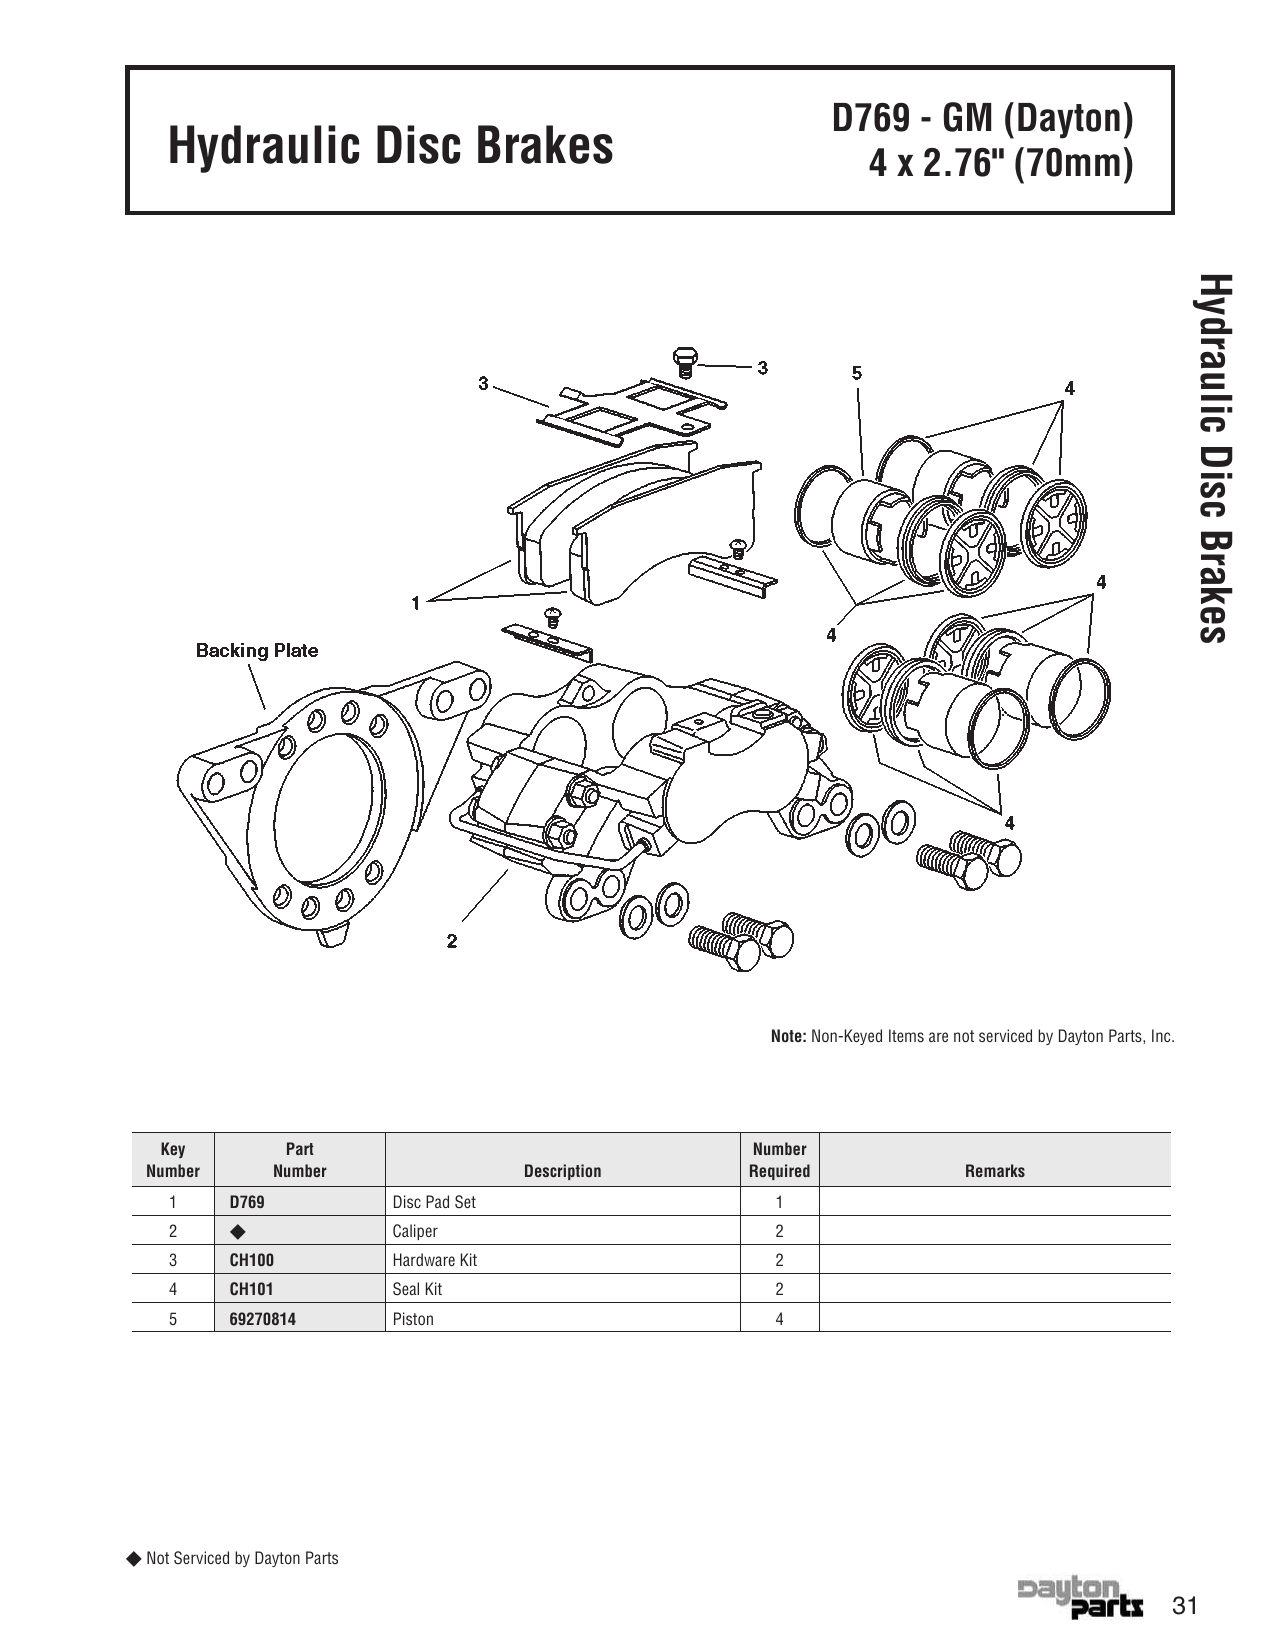 Hydraulic Disc Brakes
D769 - GM (Dayton)
4 x 2.76" (70mm)
Hydraulic Disc Brakes
3
3
5
4
1
4
4
Backing Plate
4
2
Note: Non-Keyed Items are not serviced by Dayton Parts, Inc.
Key Number Part Number Description Number Required Remarks
1 D769 Disc Pad Set 1
2 ◆ Caliper 2
3 CH100 Hardware Kit 2
4 CH101 Seal Kit 2
5 69270814 Piston 4
◆ Not Serviced by Dayton Parts
Dayton
parts
31